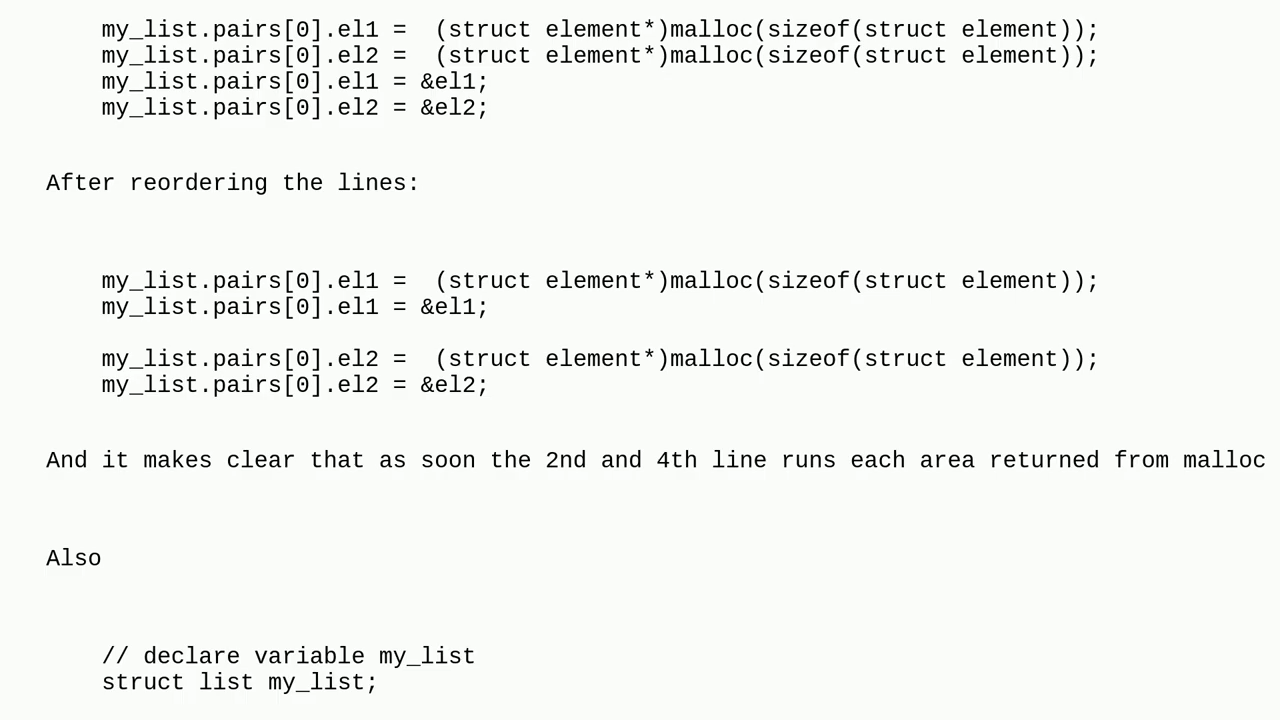 my_list.pairs[0].el1 =  (struct element*)malloc(sizeof(struct element));
my_list.pairs[0].el2 =  (struct element*)malloc(sizeof(struct element));
my_list.pairs[0].el1 = &el1;
my_list.pairs[0].el2 = &el2;
After reordering the lines:
my_list.pairs[0].el1 =  (struct element*)malloc(sizeof(struct element));
my_list.pairs[0].el1 = &el1;
my_list.pairs[0].el2 =  (struct element*)malloc(sizeof(struct element));
my_list.pairs[0].el2 = &el2;
And it makes clear that as soon the 2nd and 4th line runs each area returned from malloc
Also
// declare variable my_list
struct list my_list;